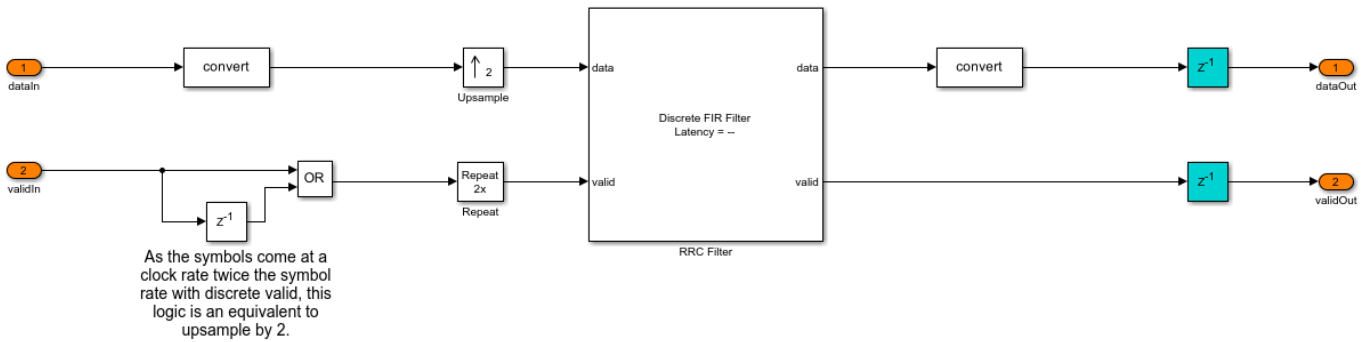 1
dataIn
convert
↑ 2
Upsample
data
data
Discrete FIR Filter
Latency = --
convert
z-1
1
dataOut
2
validIn
OR
z-1
Repeat
2x
Repeat
valid
valid
RRC Filter
z-1
2
validOut
As the symbols come at a
clock rate twice the symbol
rate with discrete valid, this
logic is an equivalent to
upsample by 2.